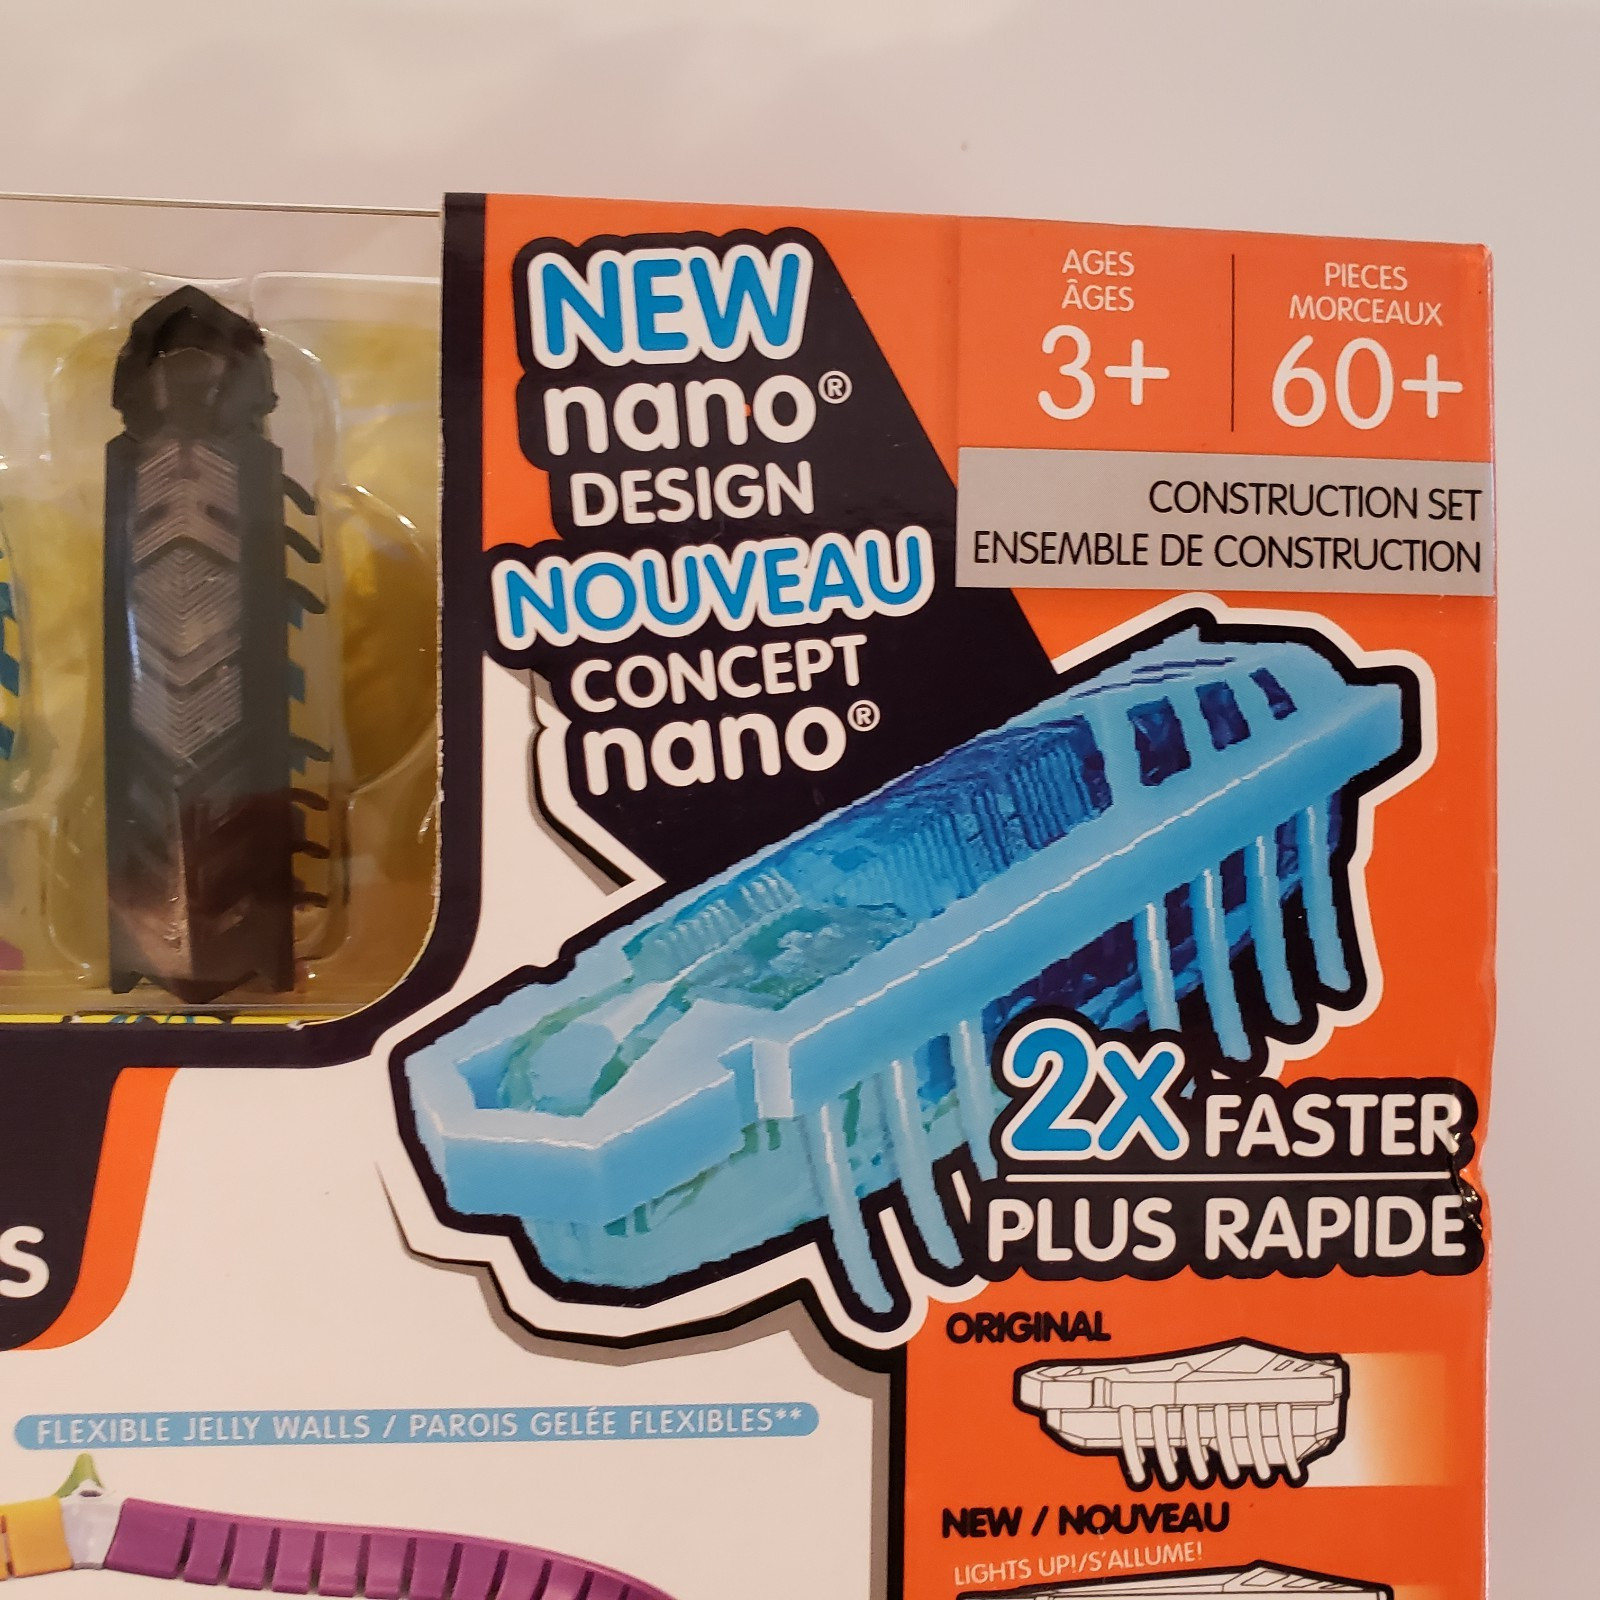 NEW
nano®
DESIGN
NOUVEAU
CONCEPT
nano®
AGES
ÂGES
3+
PIECES
MORCEAUX
60+
CONSTRUCTION SET
ENSEMBLE DE CONSTRUCTION
2X FASTER
PLUS RAPIDE
ORIGINAL
NEW / NOUVEAU
LIGHTS UP!/S'ALLUME!
S
FLEXIBLE JELLY WALLS / PAROIS GELÉE FLEXIBLES**